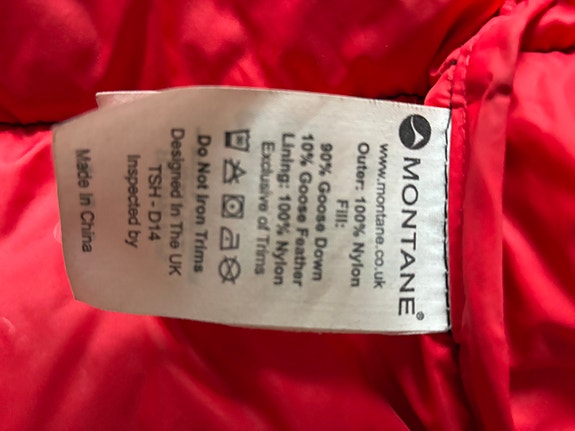 MONTANE®
www.montane.co.uk
Outer: 100% Nylon
Fill:
90% Goose Down
10% Goose Feather
Lining: 100% Nylon
Exclusive of Trims
Do Not Iron Trims
Designed In The UK
TSH - D14
Inspected by
Made In China